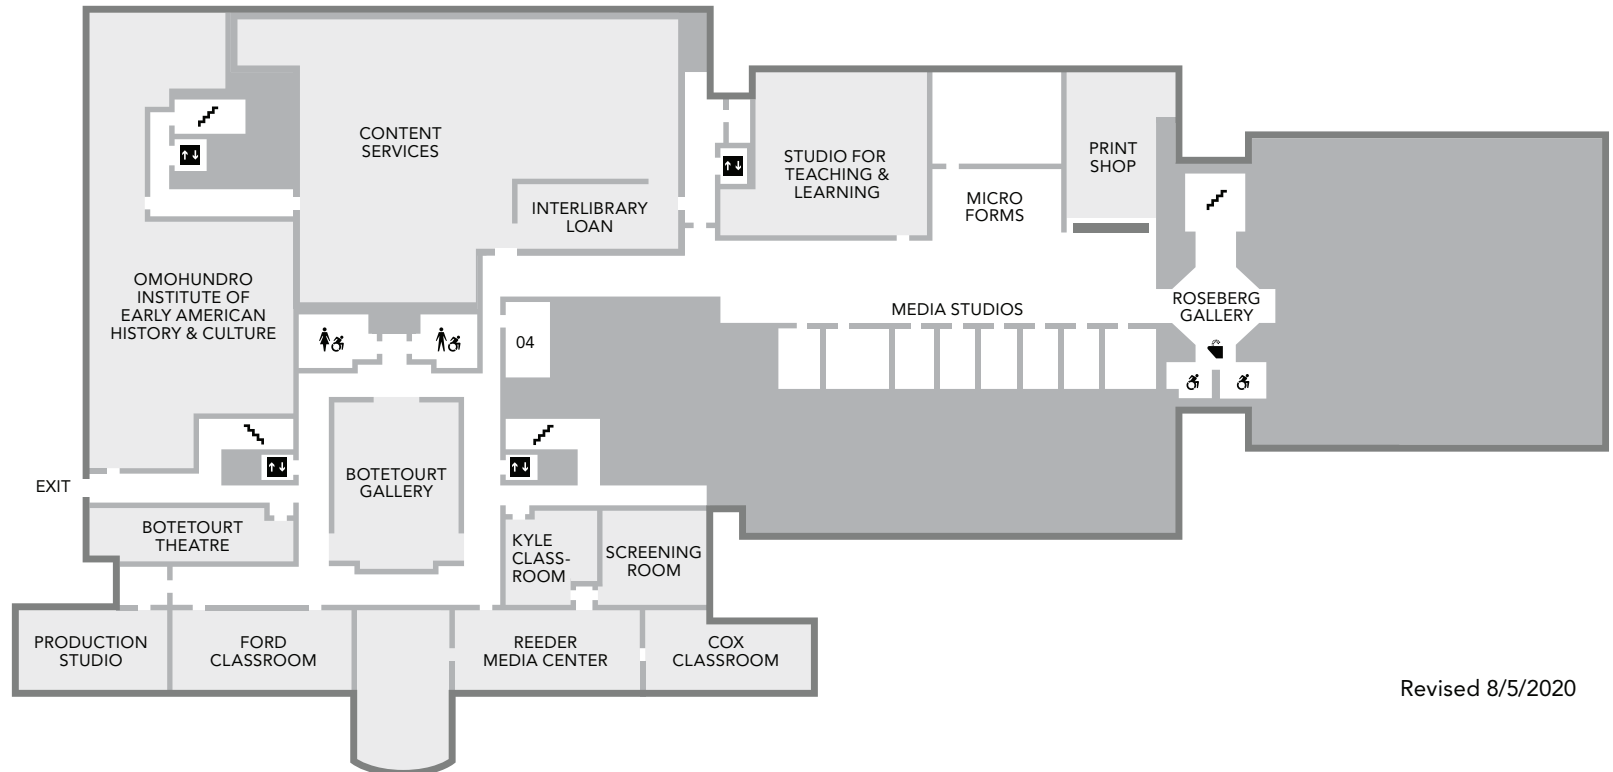 CONTENT
SERVICES
STUDIO FOR
TEACHING &
LEARNING
PRINT
SHOP
MICRO
FORMS
INTERLIBRARY
LOAN
OMOHUNDRO
INSTITUTE OF
EARLY AMERICAN
HISTORY & CULTURE
MEDIA STUDIOS
ROSEBERG
GALLERY
04
BOTETOURT
GALLERY
EXIT
BOTETOURT
THEATRE
KYLE
CLASS-
ROOM
SCREENING
ROOM
PRODUCTION
STUDIO
FORD
CLASSROOM
REEDER
MEDIA CENTER
COX
CLASSROOM
Revised 8/5/2020